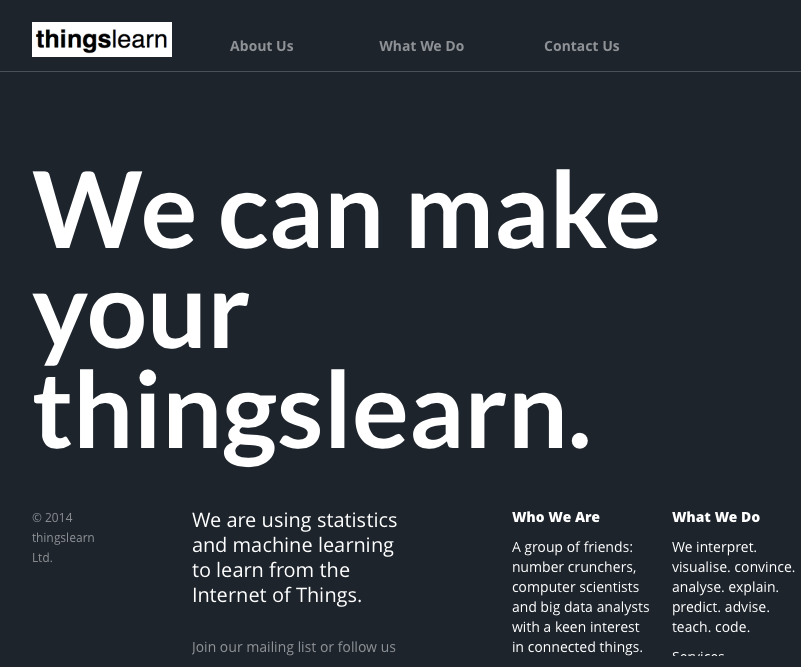 thingslearn
About Us
What We Do
Contact Us
We can make
your
thingslearn.
© 2014
thingslearn
Ltd.
We are using statistics
and machine learning
to learn from the
Internet of Things.
Join our mailing list or follow us
Who We Are
A group of friends:
number crunchers,
computer scientists
and big data analysts
with a keen interest
in connected things.
What We Do
We interpret.
visualise. convince.
analyse. explain.
predict. advise.
teach. code.
Services